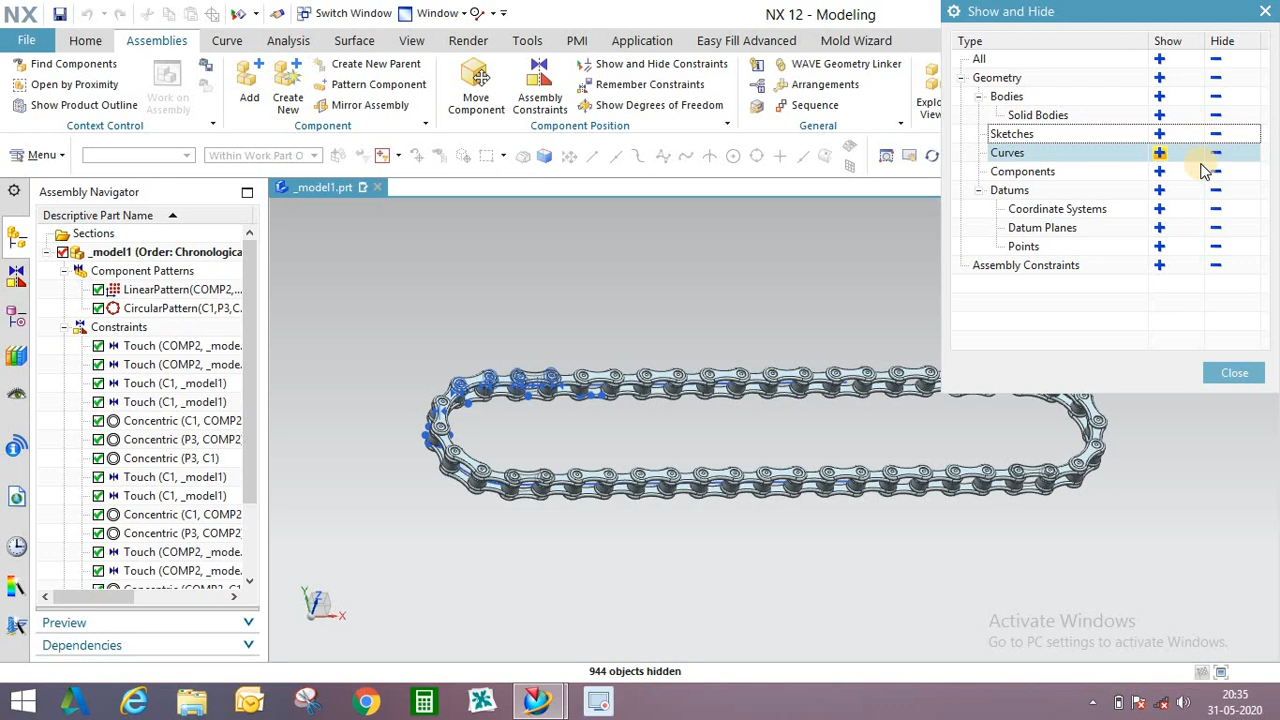 NX
Switch Window
Window
NX 12 - Modeling
Show and Hide
File
Home
Assemblies
Curve
Analysis
Surface
View
Render
Tools
PMI
Application
Easy Fill Advanced
Mold Wizard
Find Components
Open by Proximity
Show Product Outline
Work on
Assembly
Context Control
Add
Create
New
Create New Parent
Pattern Component
Mirror Assembly
Component
Move
Component
Assembly
Constraints
Show and Hide Constraints
Remember Constraints
Show Degrees of Freedom
Component Position
WAVE Geometry Linker
Arrangements
Sequence
General
Menu
Within Work Part O
Type
Show
Hide
All
Geometry
Bodies
Solid Bodies
Sketches
Curves
Components
Datums
Coordinate Systems
Datum Planes
Points
Assembly Constraints
Close
Assembly Navigator
_model1.prt
Descriptive Part Name
Sections
_model1 (Order: Chronologica
Component Patterns
LinearPattern(COMP2,...
CircularPattern(C1,P3,C...
Constraints
Touch (COMP2, _mode...
Touch (COMP2, _mode...
Touch (C1, _model1)
Touch (C1, _model1)
Concentric (C1, COMP2
Concentric (P3, COMP2)
Concentric (P3, C1)
Touch (C1, _model1)
Touch (C1, _model1)
Concentric (C1, COMP2)
Concentric (P3, COMP2)
Touch (COMP2, _mode...
Touch (COMP2, _mode...
Preview
Dependencies
Y
Z
X
Activate Windows
Go to PC settings to activate Windows.
944 objects hidden
20:35
31-05-2020